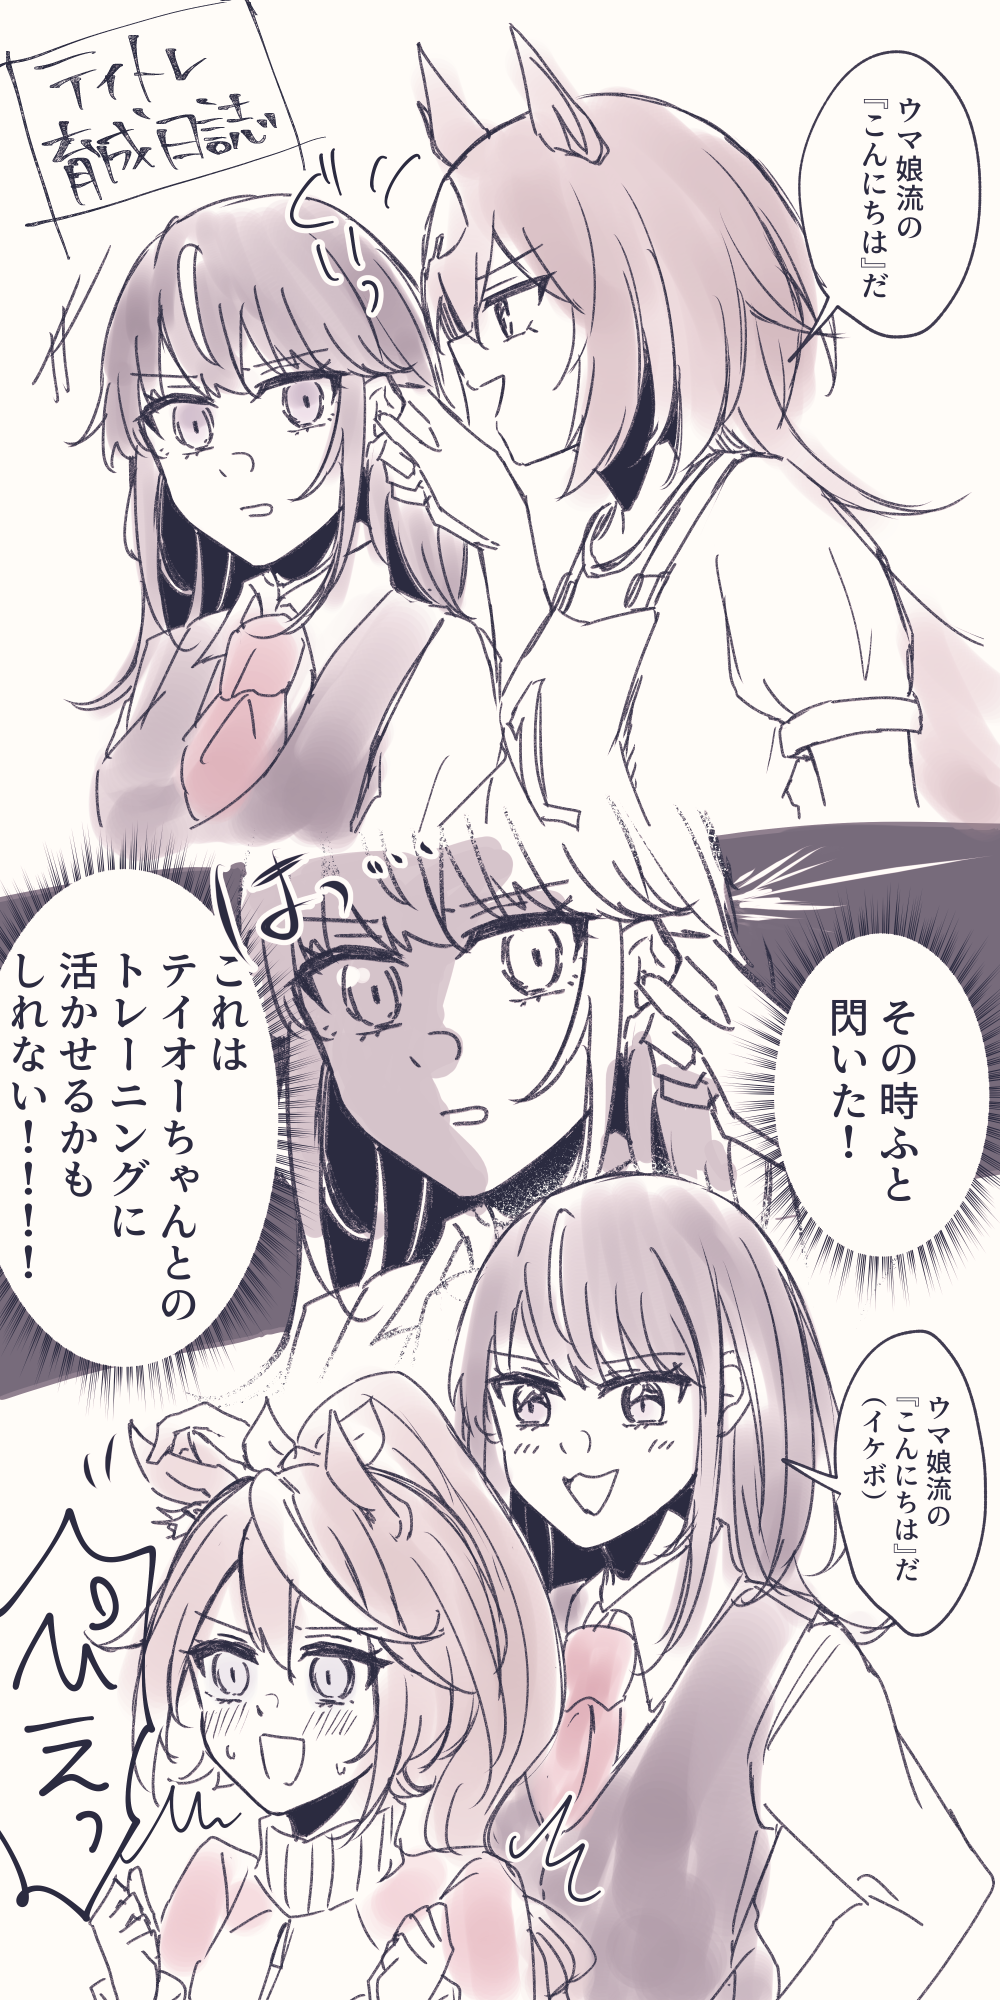 テイトレ
育成日誌
ウマ娘流の
『こんにちは』だ
ぐいっ
その時ふと
閃いた！
ばっ
これは
テイオーちゃんとの
トレーニングに
活かせるかも
しれない！！！！
ウマ娘流の
『こんにちは』だ
（イケボ）
ぴえっ